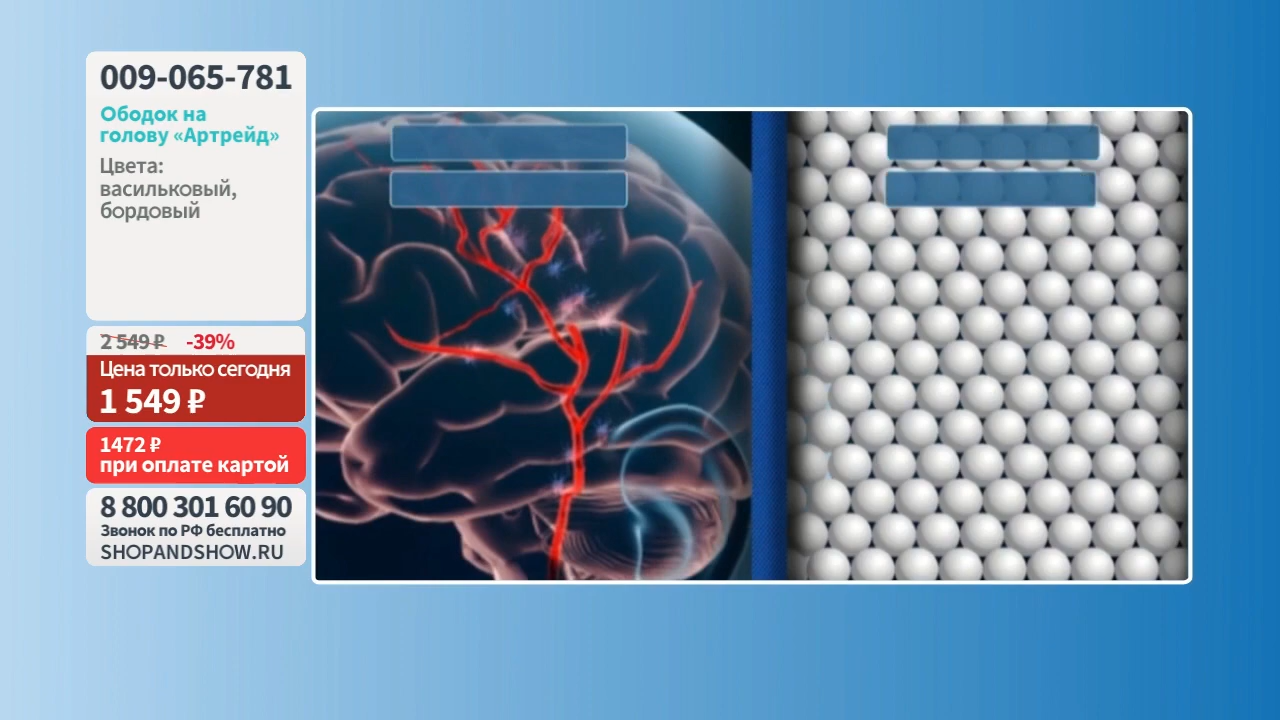 009-065-781
Ободок на
голову «Артрейд»
Цвета:
васильковый,
бордовый
2 549 ₽ -39%
Цена только сегодня
1 549 ₽
1472 ₽
при оплате картой
8 800 301 60 90
Звонок по РФ бесплатно
SHOPANDSHOW.RU